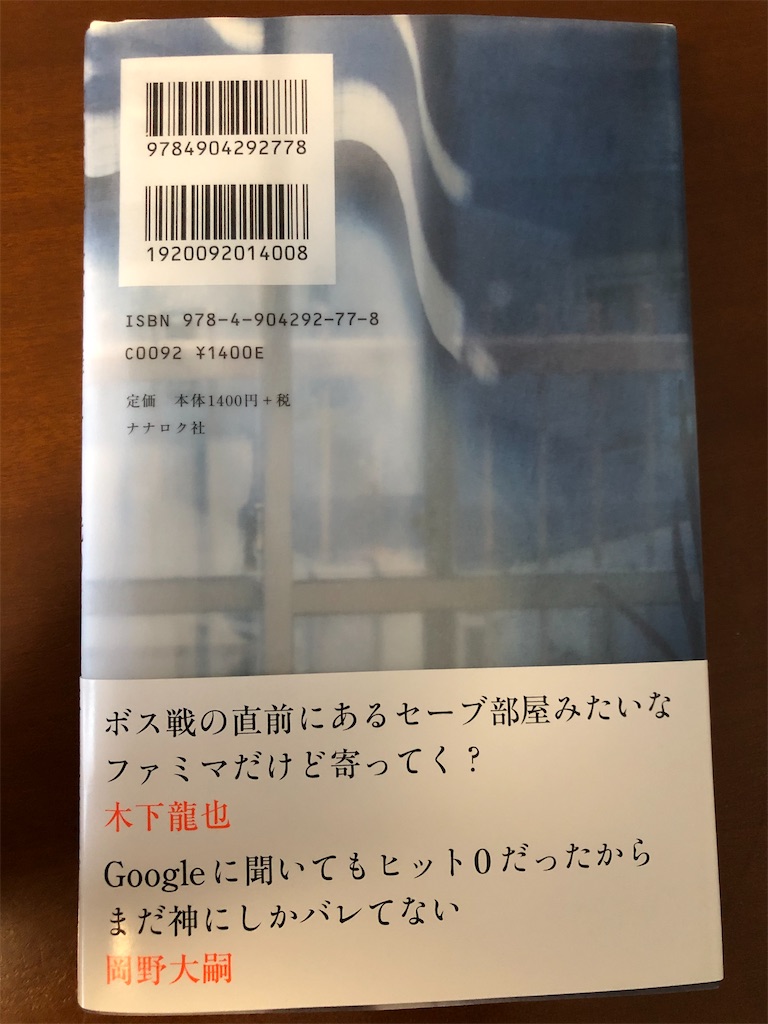 9784904292778
1920092014008
ISBN 978-4-904292-77-8
C0092 ¥1400E
定価 本体1400円+税
ナナロク社
ボス戦の直前にあるセーブ部屋みたいな
ファミマだけど寄ってく?
木下龍也
Googleに聞いてもヒット0だったから
まだ神にしかバレてない
岡野大嗣